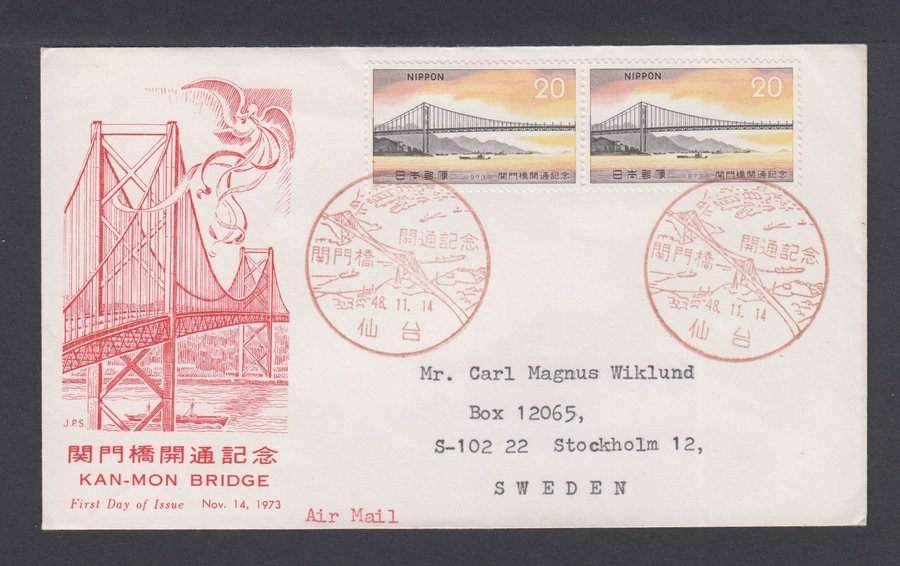 NIPPON 20
日本郵便 1973 関門橋開通記念
NIPPON 20
日本郵便 1973 関門橋開通記念
開通記念
関門橋
48.11.14
仙台
開通記念
関門橋
48.11.14
仙台
J.P.S.
関門橋開通記念
KAN-MON BRIDGE
First Day of Issue Nov. 14, 1973
Air Mail
Mr. Carl Magnus Wiklund
Box 12065,
S-102 22 Stockholm 12,
SWEDEN